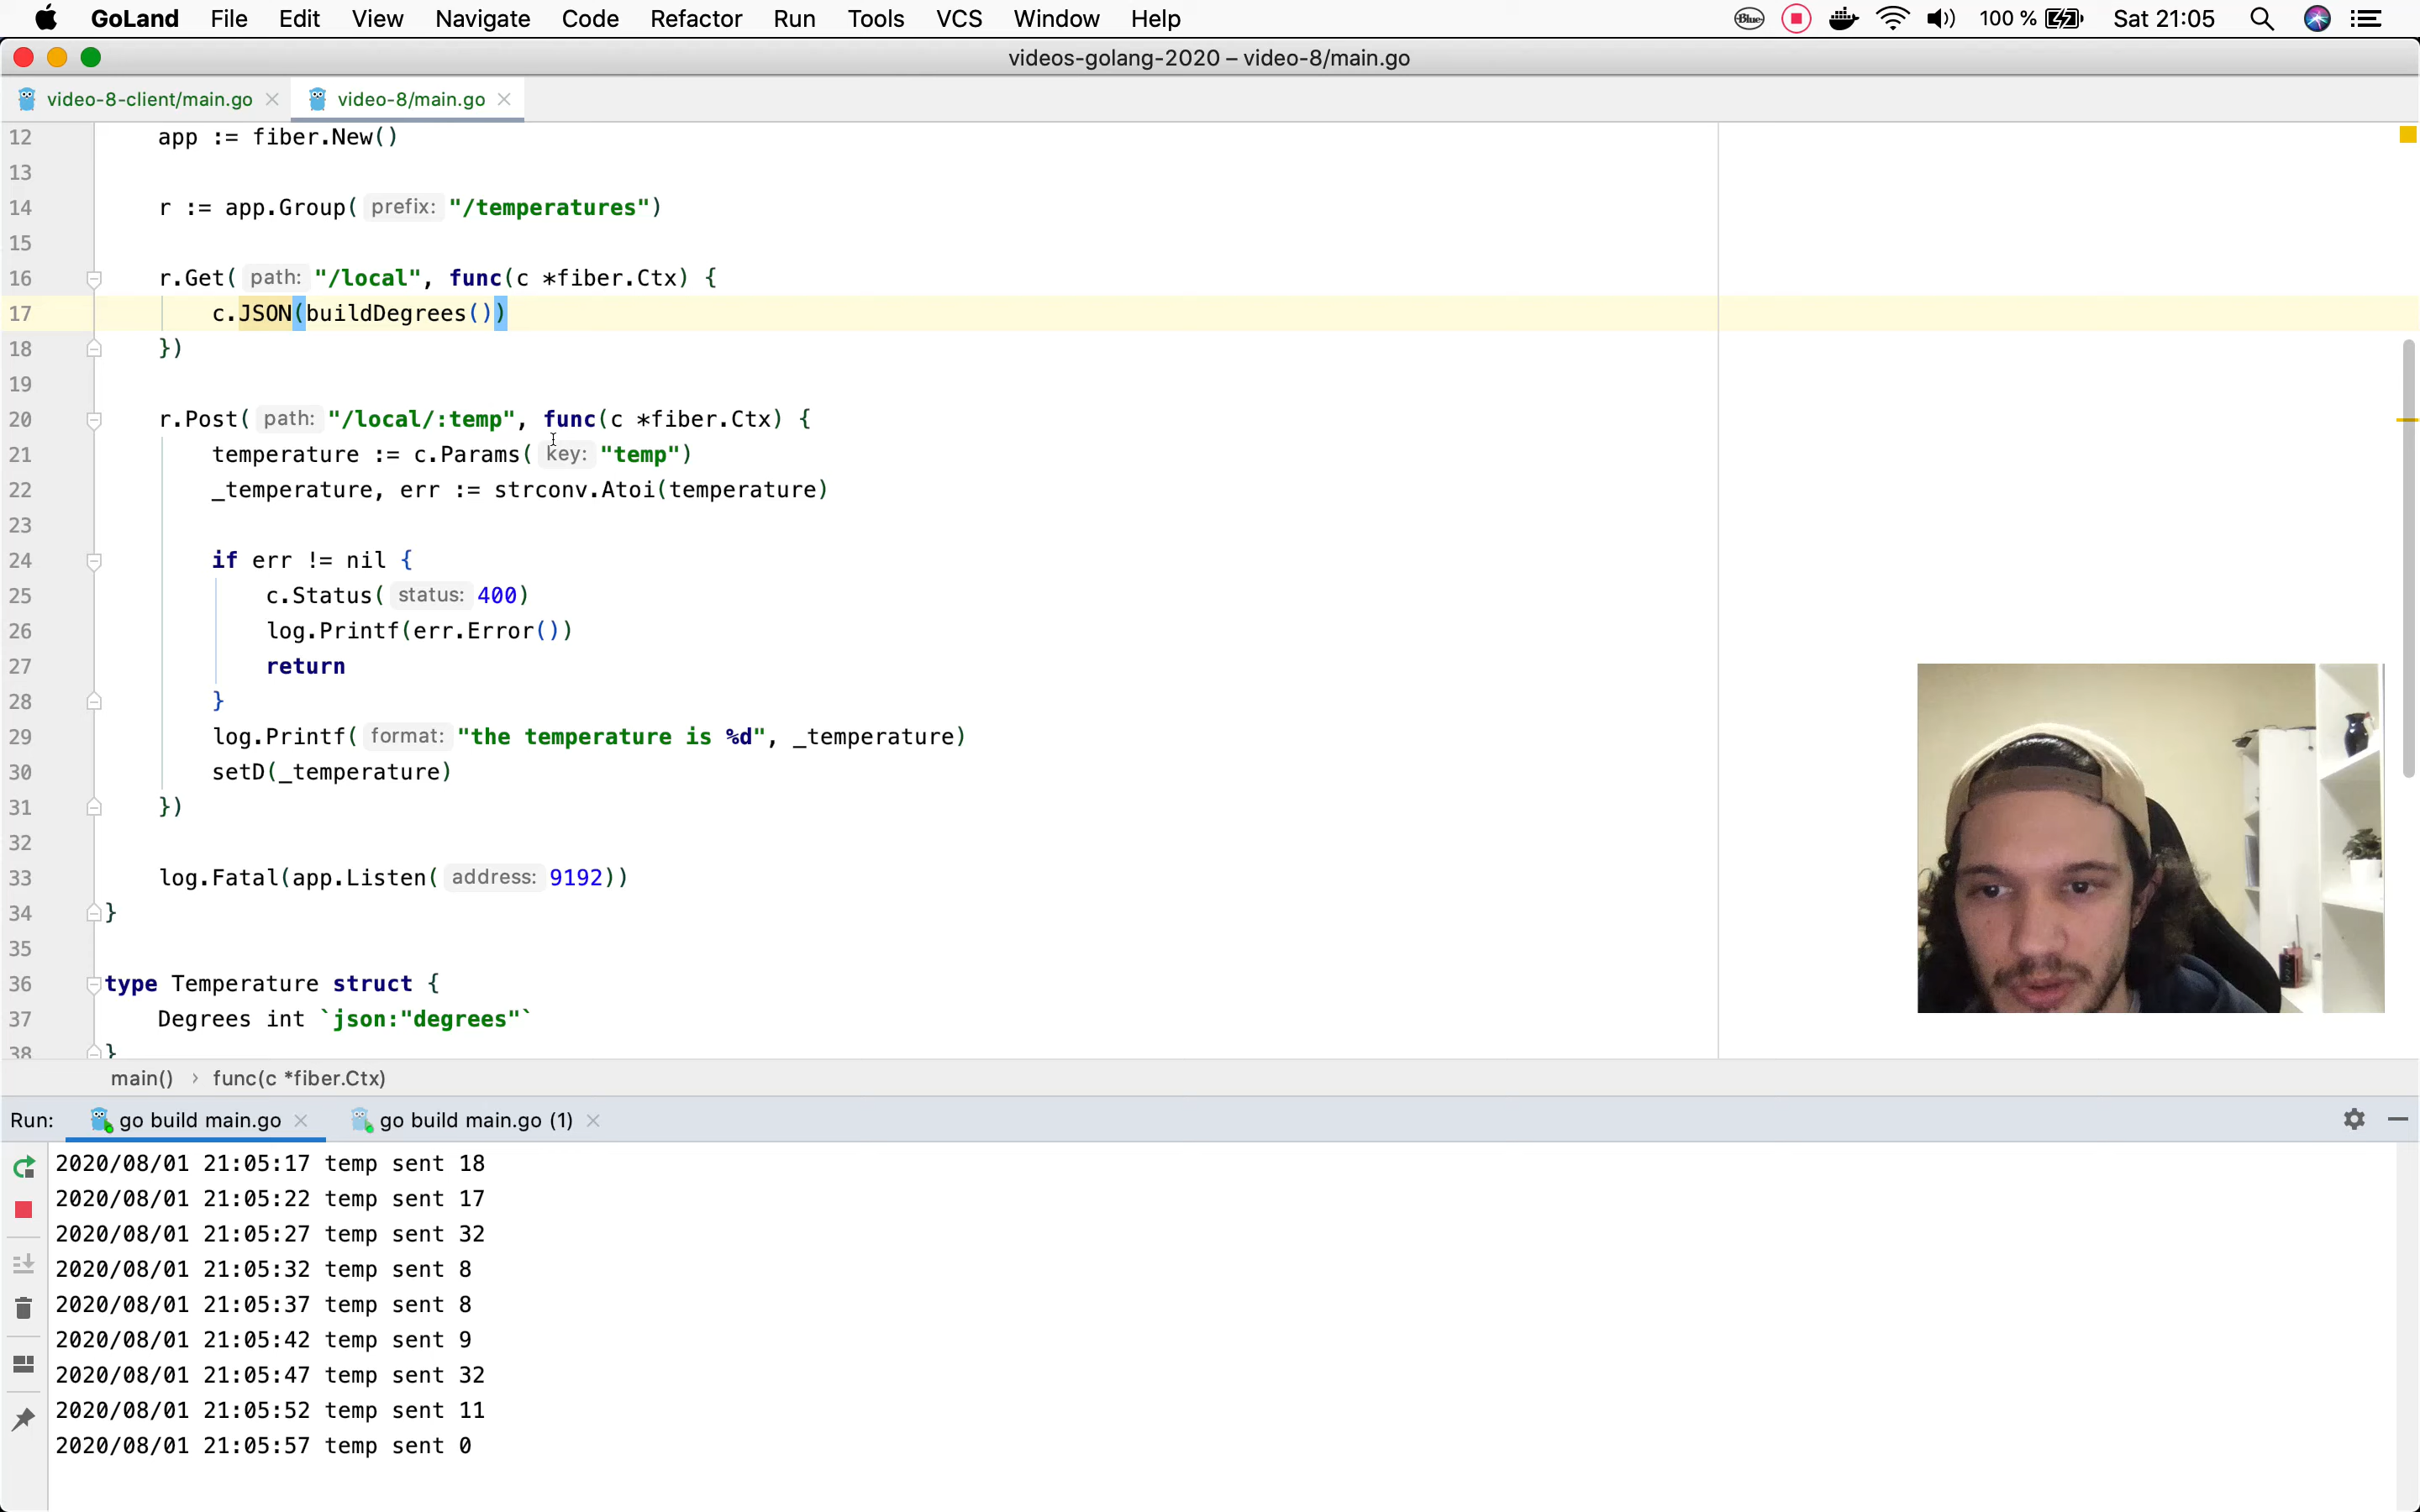 GoLand File Edit View Navigate Code Refactor Run Tools VCS Window Help Blue 100 % Sat 21:05
videos-golang-2020 – video-8/main.go
video-8-client/main.go video-8/main.go
12 app := fiber.New()
13
14 r := app.Group( prefix: "/temperatures")
15
16 r.Get( path: "/local", func(c *fiber.Ctx) {
17 c.JSON(buildDegrees())
18 })
19
20 r.Post( path: "/local/:temp", func(c *fiber.Ctx) {
21 temperature := c.Params( key: "temp")
22 _temperature, err := strconv.Atoi(temperature)
23
24 if err != nil {
25 c.Status( status: 400)
26 log.Printf(err.Error())
27 return
28 }
29 log.Printf( format: "the temperature is %d", _temperature)
30 setD(_temperature)
31 })
32
33 log.Fatal(app.Listen( address: 9192))
34 }
35
36 type Temperature struct {
37 Degrees int `json:"degrees"`
38 }
main() › func(c *fiber.Ctx)
Run: go build main.go go build main.go (1)
2020/08/01 21:05:17 temp sent 18
2020/08/01 21:05:22 temp sent 17
2020/08/01 21:05:27 temp sent 32
2020/08/01 21:05:32 temp sent 8
2020/08/01 21:05:37 temp sent 8
2020/08/01 21:05:42 temp sent 9
2020/08/01 21:05:47 temp sent 32
2020/08/01 21:05:52 temp sent 11
2020/08/01 21:05:57 temp sent 0